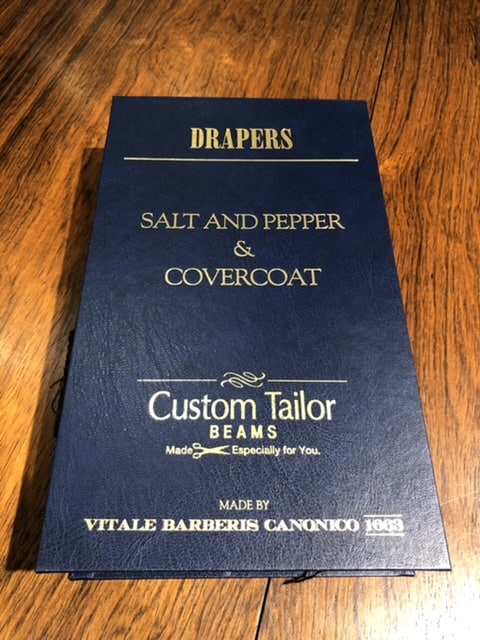 DRAPERS
SALT AND PEPPER
&
COVERCOAT
Custom Tailor
BEAMS
Made Especially for You.
MADE BY
VITALE BARBERIS CANONICO 1663